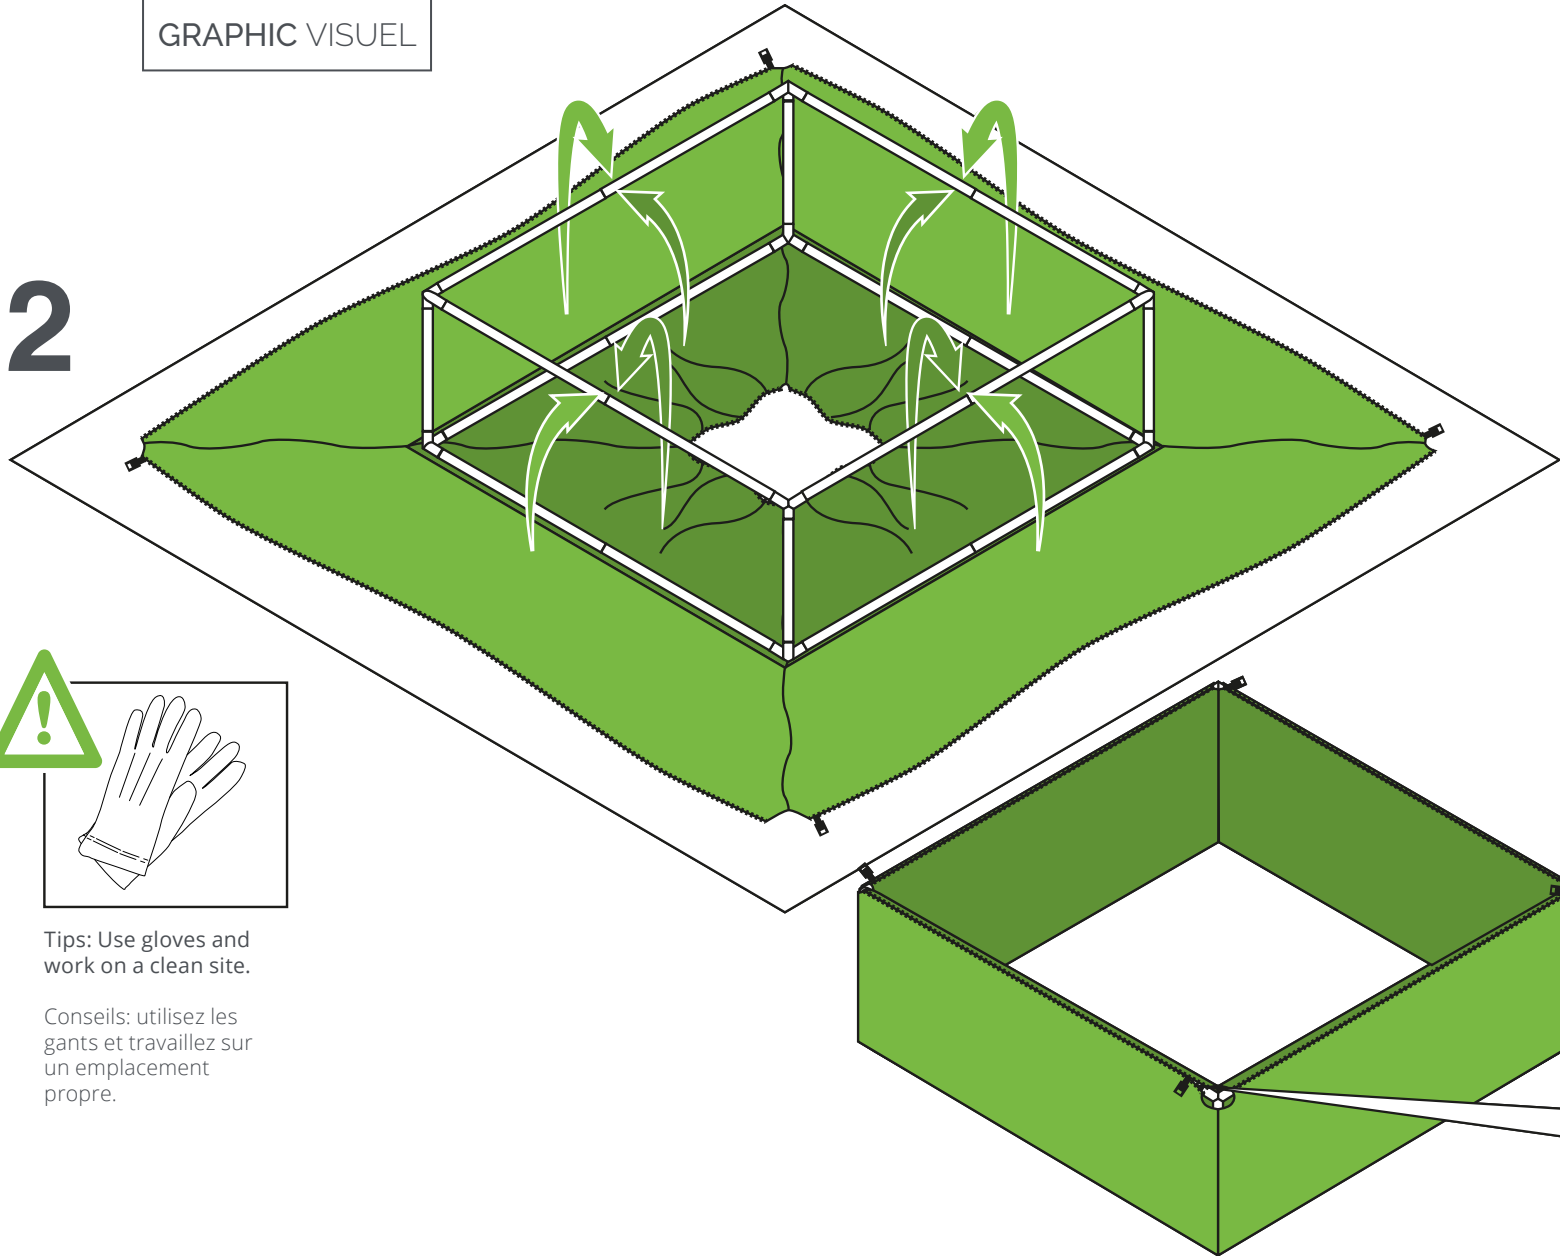 GRAPHIC VISUEL
2
Tips: Use gloves and
work on a clean site.
Conseils: utilisez les
gants et travaillez sur
un emplacement
propre.